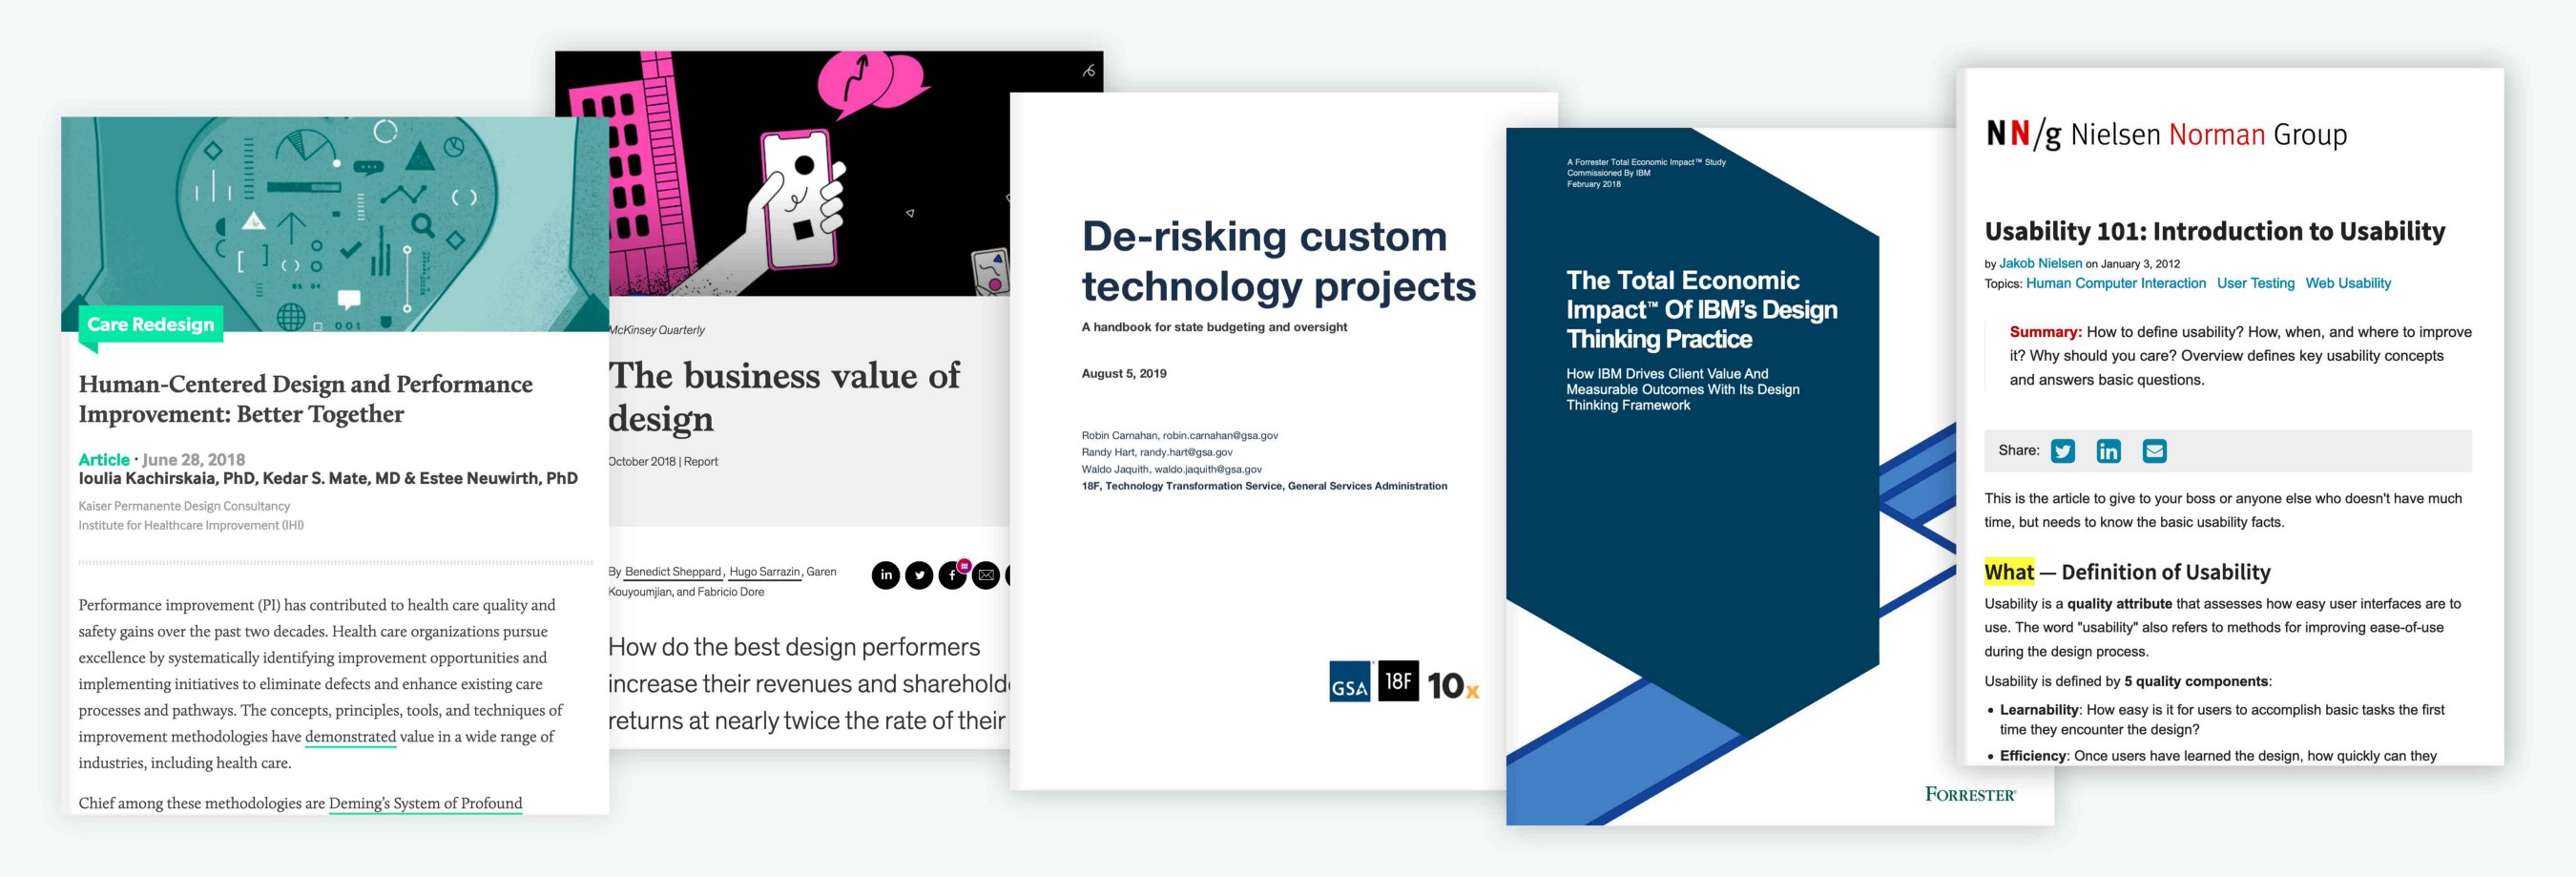 Care Redesign
Human-Centered Design and Performance
Improvement: Better Together
Article · June 28, 2018
Ioulia Kachirskaia, PhD, Kedar S. Mate, MD & Estee Neuwirth, PhD
Kaiser Permanente Design Consultancy
Institute for Healthcare Improvement (IHI)
Performance improvement (PI) has contributed to health care quality and
safety gains over the past two decades. Health care organizations pursue
excellence by systematically identifying improvement opportunities and
implementing initiatives to eliminate defects and enhance existing care
processes and pathways. The concepts, principles, tools, and techniques of
improvement methodologies have demonstrated value in a wide range of
industries, including health care.
Chief among these methodologies are Deming's System of Profound
McKinsey Quarterly
The business value of
design
October 2018 | Report
By Benedict Sheppard, Hugo Sarrazin, Garen
Kouyoumjian, and Fabricio Dore
How do the best design performers
increase their revenues and sharehold
returns at nearly twice the rate of their
De-risking custom
technology projects
A handbook for state budgeting and oversight
August 5, 2019
Robin Carnahan, robin.carnahan@gsa.gov
Randy Hart, randy.hart@gsa.gov
Waldo Jaquith, waldo.jaquith@gsa.gov
18F, Technology Transformation Service, General Services Administration
GSA 18F 10x
A Forrester Total Economic Impact™ Study
Commissioned By IBM
February 2018
The Total Economic
Impact™ Of IBM's Design
Thinking Practice
How IBM Drives Client Value And
Measurable Outcomes With Its Design
Thinking Framework
FORRESTER®
NN/g Nielsen Norman Group
Usability 101: Introduction to Usability
by Jakob Nielsen on January 3, 2012
Topics: Human Computer Interaction User Testing Web Usability
Summary: How to define usability? How, when, and where to improve
it? Why should you care? Overview defines key usability concepts
and answers basic questions.
Share:
This is the article to give to your boss or anyone else who doesn't have much
time, but needs to know the basic usability facts.
What — Definition of Usability
Usability is a quality attribute that assesses how easy user interfaces are to
use. The word "usability" also refers to methods for improving ease-of-use
during the design process.
Usability is defined by 5 quality components:
• Learnability: How easy is it for users to accomplish basic tasks the first
time they encounter the design?
• Efficiency: Once users have learned the design, how quickly can they